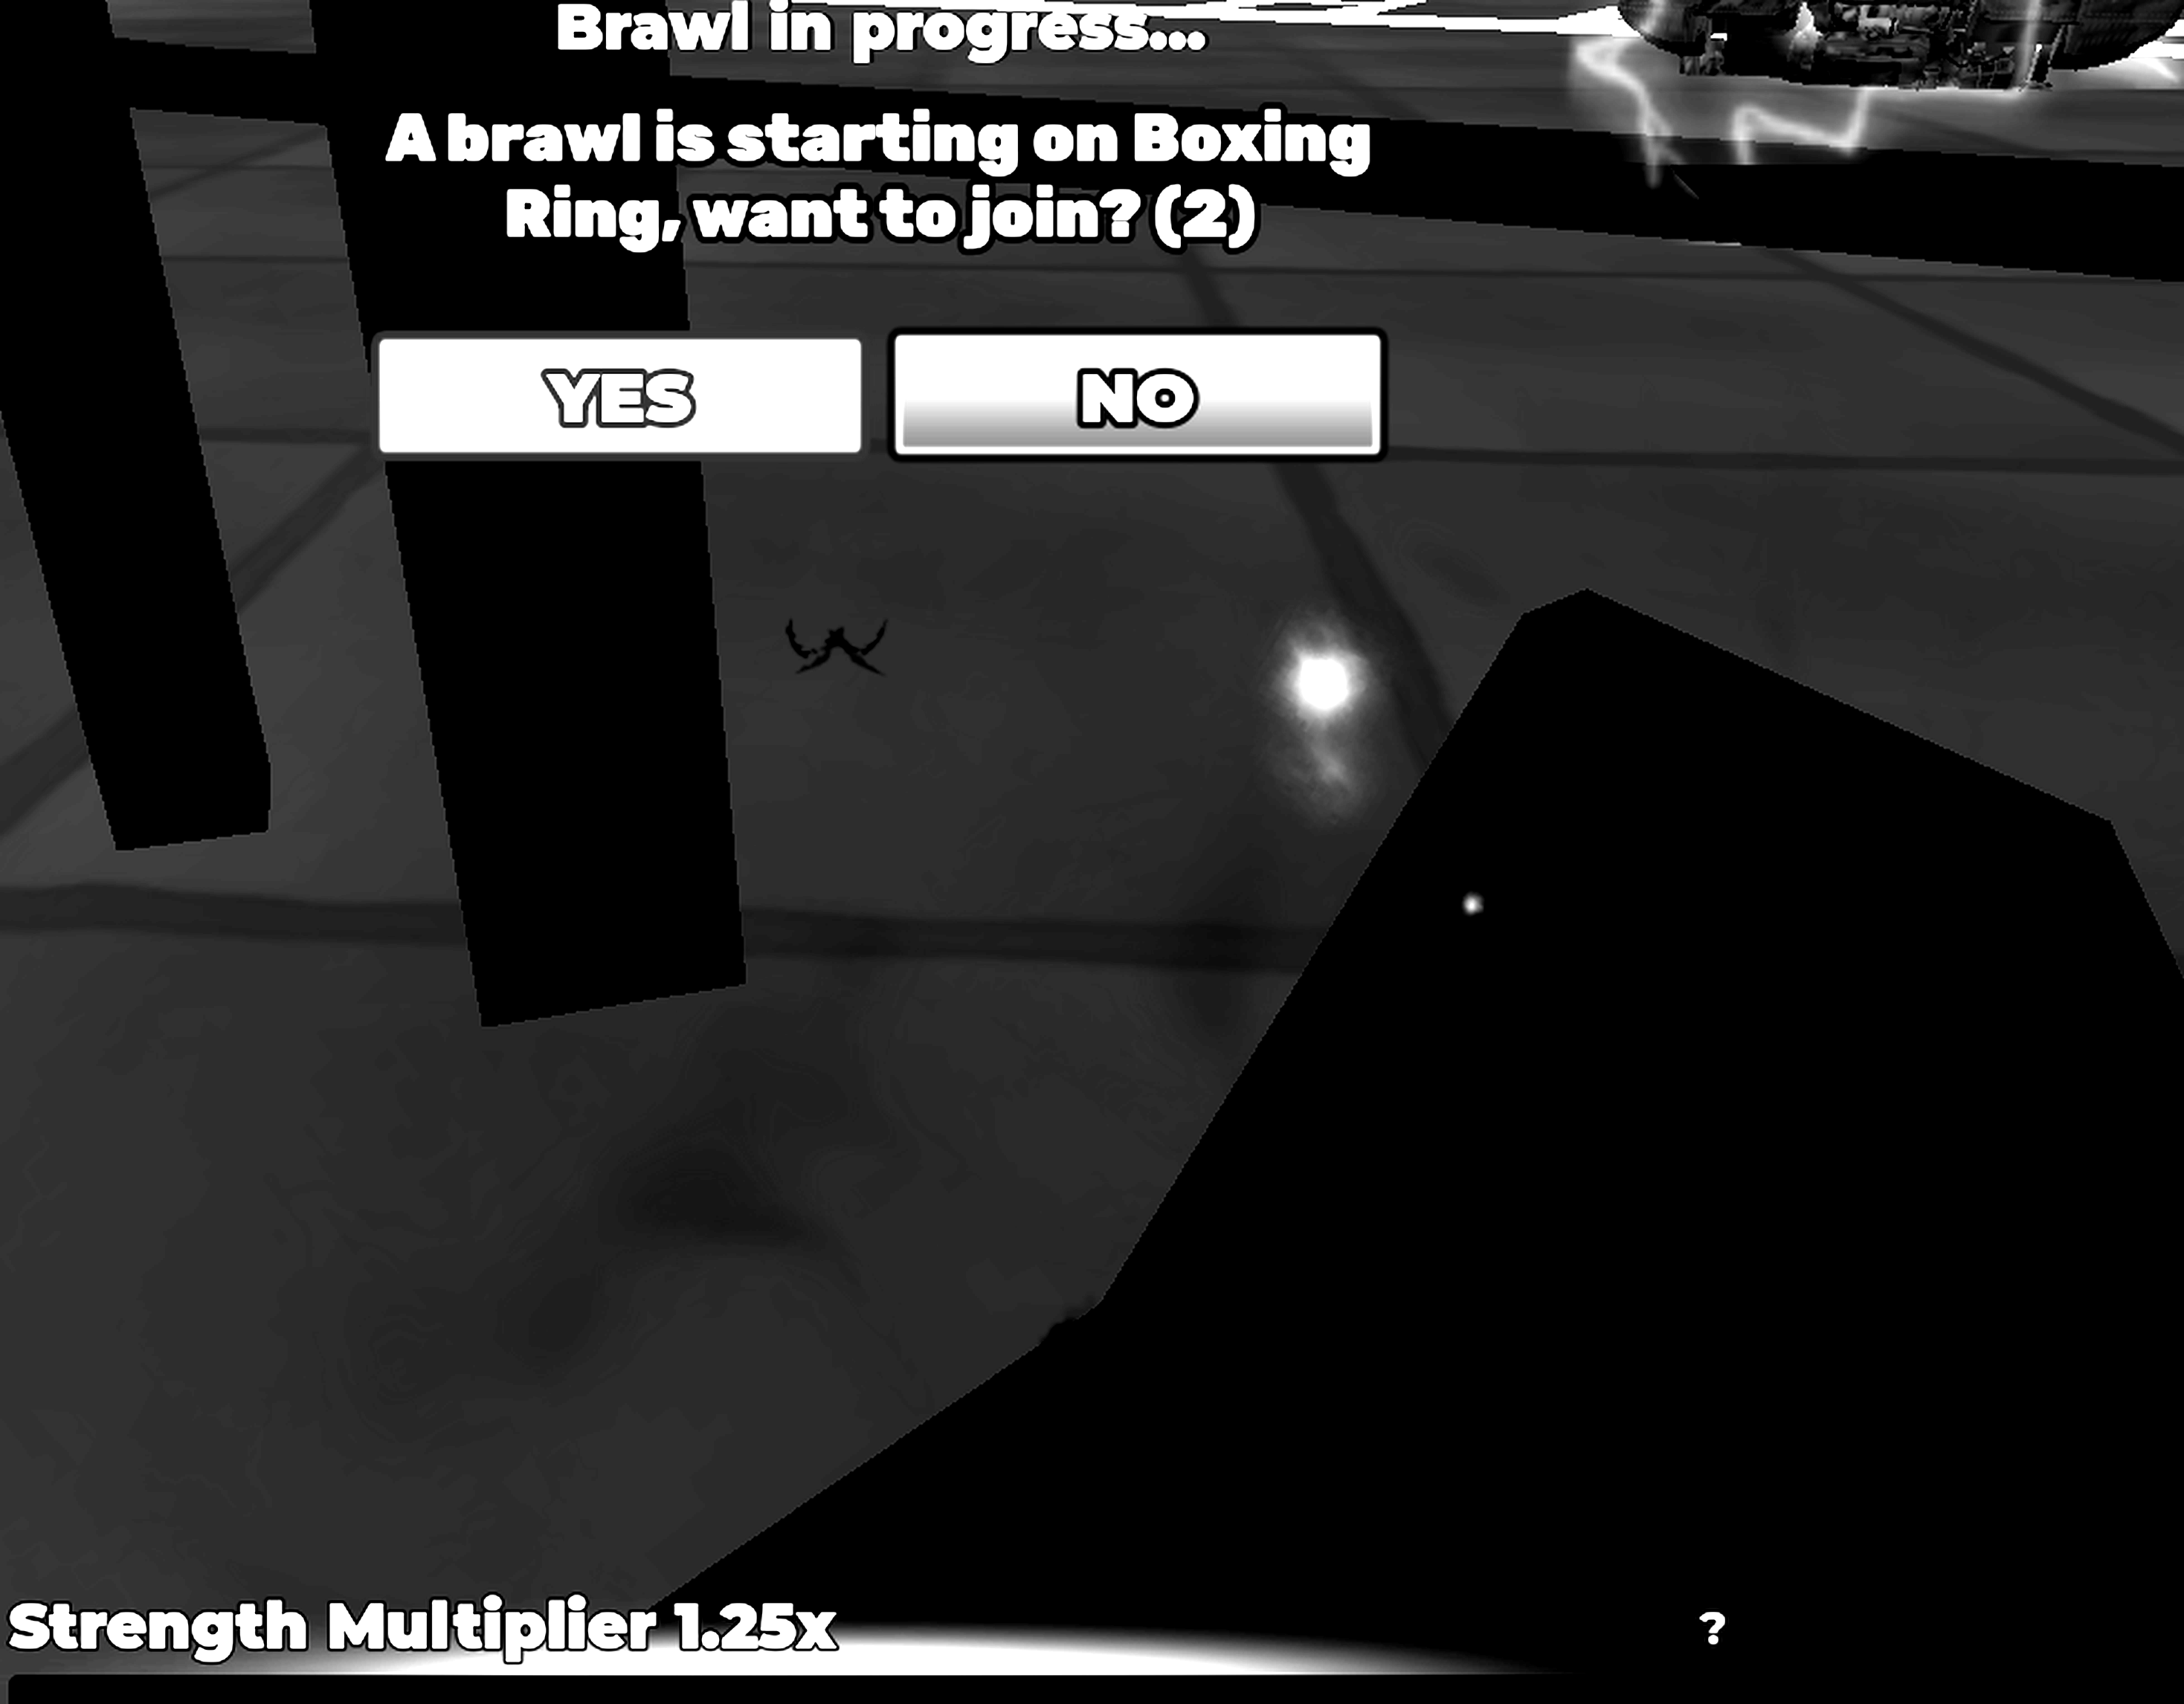 Brawl in progress...
A brawl is starting on Boxing
Ring, want to join? (2)
YES
NO
Strength Multiplier 1.25x
?